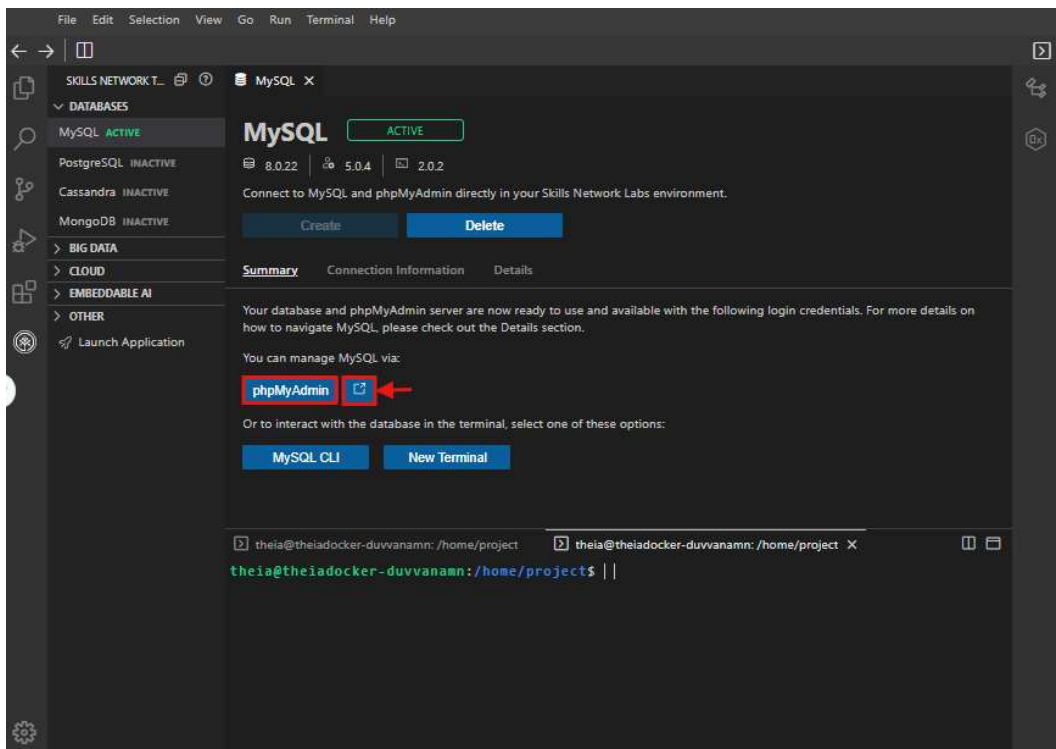 File Edit Selection View Go Run Terminal Help
SKILLS NETWORK T...
DATABASES
MySQL ACTIVE
PostgreSQL INACTIVE
Cassandra INACTIVE
MongoDB INACTIVE
BIG DATA
CLOUD
EMBEDDABLE AI
OTHER
Launch Application
MySQL
MySQL ACTIVE
8.0.22 5.0.4 2.0.2
Connect to MySQL and phpMyAdmin directly in your Skills Network Labs environment.
Create Delete
Summary Connection Information Details
Your database and phpMyAdmin server are now ready to use and available with the following login credentials. For more details on
how to navigate MySQL, please check out the Details section.
You can manage MySQL via:
phpMyAdmin
Or to interact with the database in the terminal, select one of these options:
MySQL CLI New Terminal
theia@theiadocker-duvvanamn: /home/project theia@theiadocker-duvvanamn: /home/project
theia@theiadocker-duvvanamn:/home/project$